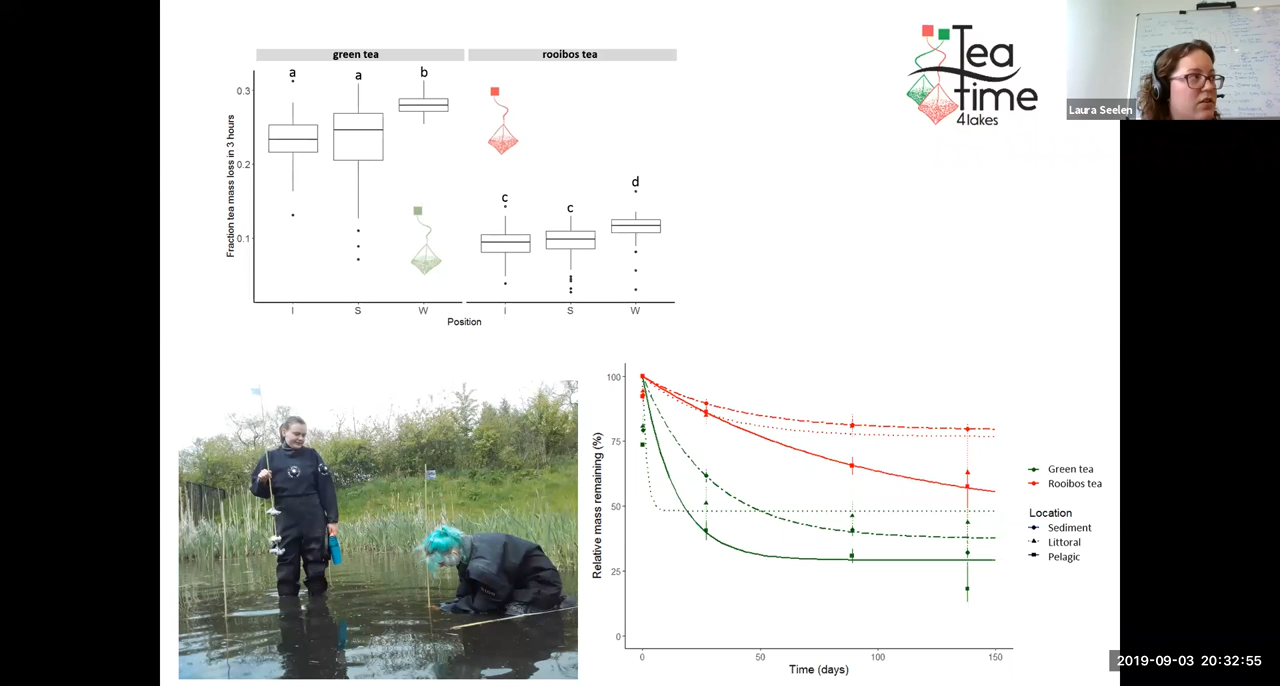 green tea
rooibos tea
a
a
b
c
c
d
0.3
0.2
0.1
Fraction tea mass loss in 3 hours
I
S
W
I
S
W
Position
Tea
time
4lakes
Laura Seelen
100
75
50
25
0
Relative mass remaining (%)
0
50
100
150
Time (days)
Green tea
Rooibos tea
Location
Sediment
Littoral
Pelagic
2019-09-03 20:32:55